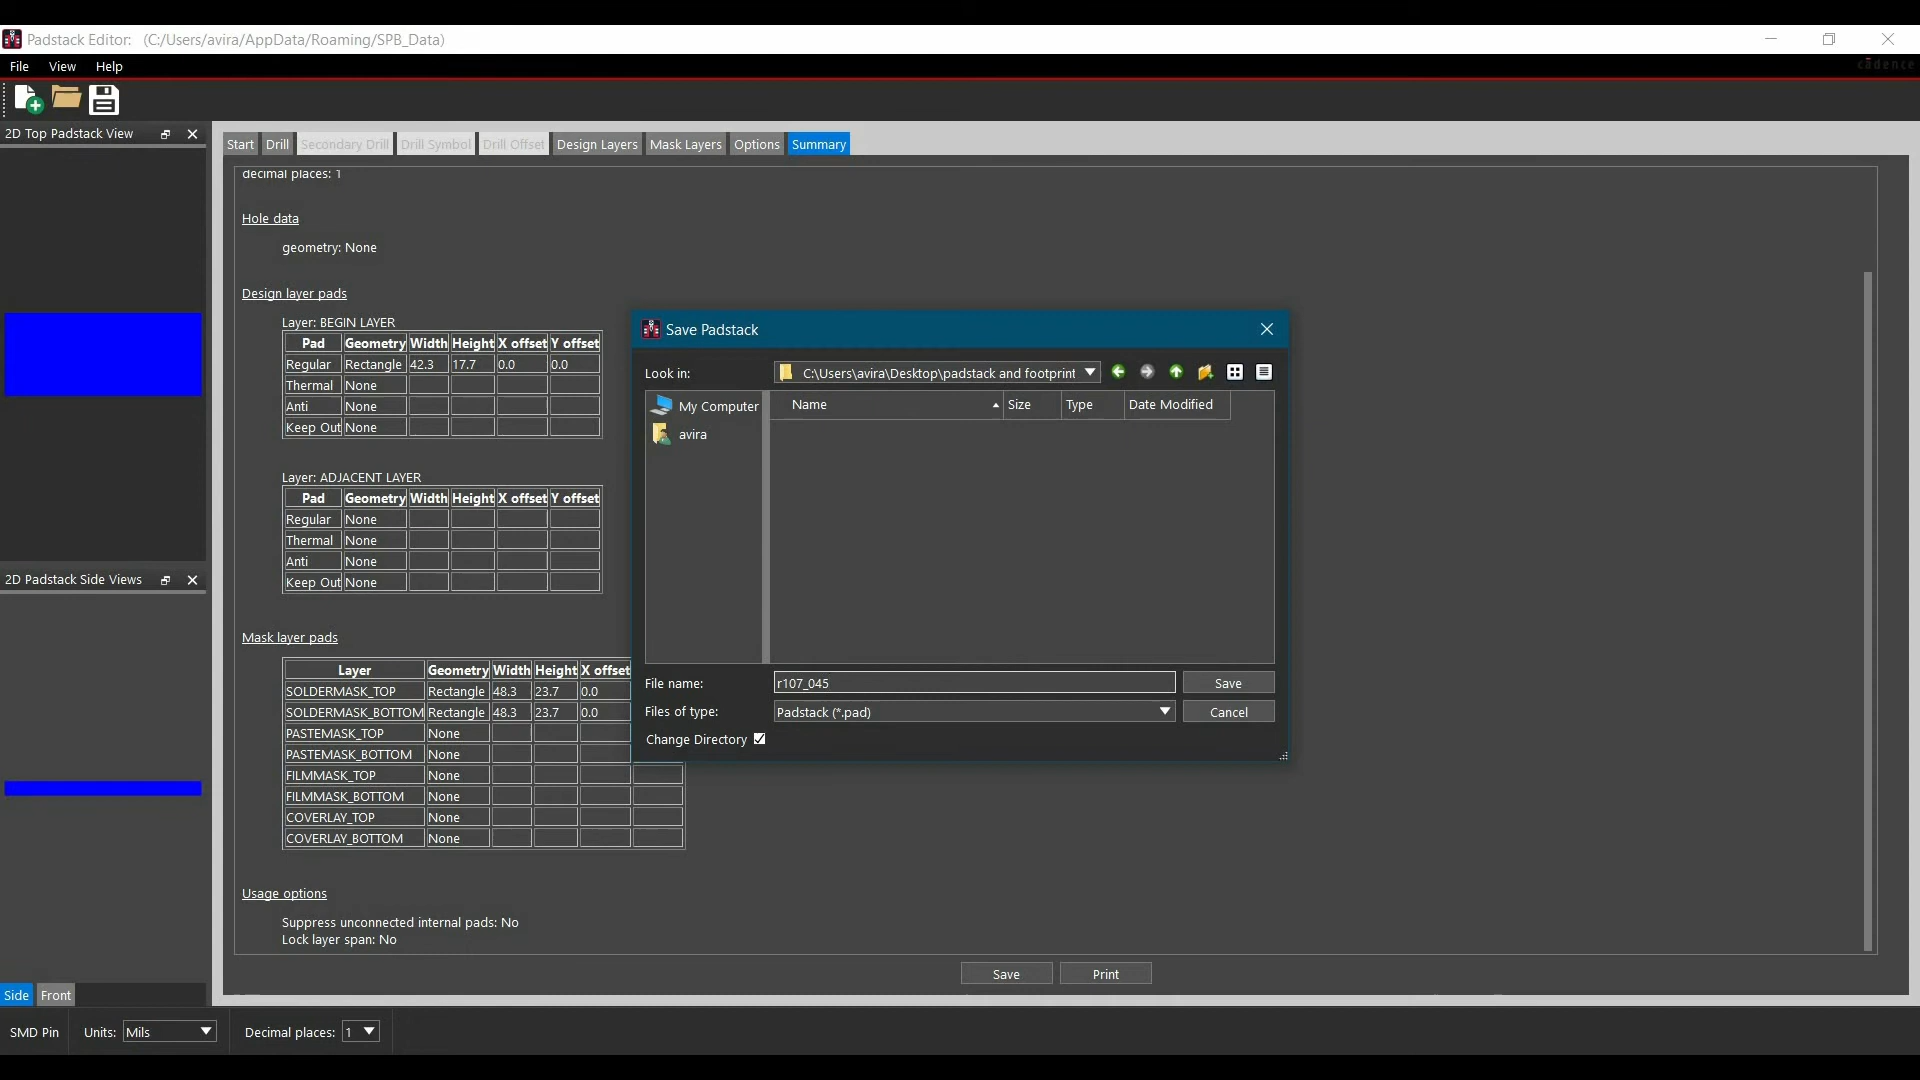 Padstack Editor: (C:/Users/avira/AppData/Roaming/SPB_Data)
File View Help
cādence
2D Top Padstack View
Start Drill Secondary Drill Drill Symbol Drill Offset Design Layers Mask Layers Options Summary
decimal places: 1
Hole data
geometry: None
Design layer pads
Layer: BEGIN LAYER
Pad Geometry Width Height X offset Y offset
Regular Rectangle 42.3 17.7 0.0 0.0
Thermal None
Anti None
Keep Out None
Layer: ADJACENT LAYER
Pad Geometry Width Height X offset Y offset
Regular None
Thermal None
Anti None
Keep Out None
Mask layer pads
Layer Geometry Width Height X offset
SOLDERMASK_TOP Rectangle 48.3 23.7 0.0
SOLDERMASK_BOTTOM Rectangle 48.3 23.7 0.0
PASTEMASK_TOP None
PASTEMASK_BOTTOM None
FILMMASK_TOP None
FILMMASK_BOTTOM None
COVERLAY_TOP None
COVERLAY_BOTTOM None
Usage options
Suppress unconnected internal pads: No
Lock layer span: No
Save Print
Save Padstack
Look in: C:\Users\avira\Desktop\padstack and footprint
My Computer
avira
Name Size Type Date Modified
File name: r107_045 Save
Files of type: Padstack (*.pad) Cancel
Change Directory
2D Padstack Side Views
Side Front
SMD Pin Units: Mils Decimal places: 1